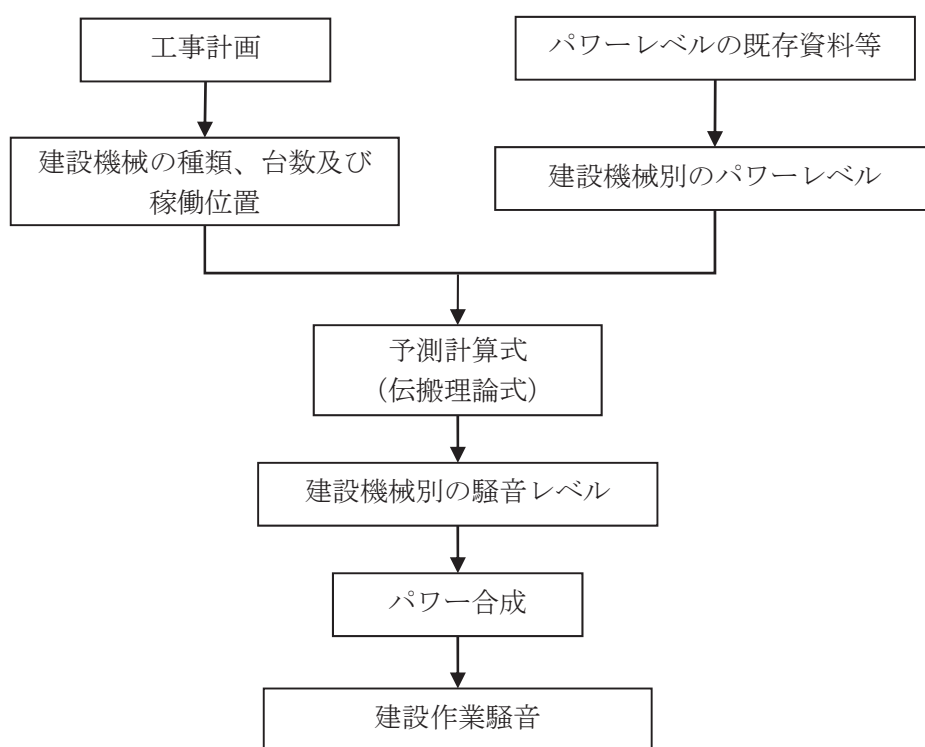 工事計画
パワーレベルの既存資料等
建設機械の種類、台数及び
稼働位置
建設機械別のパワーレベル
予測計算式
（伝搬理論式）
建設機械別の騒音レベル
パワー合成
建設作業騒音